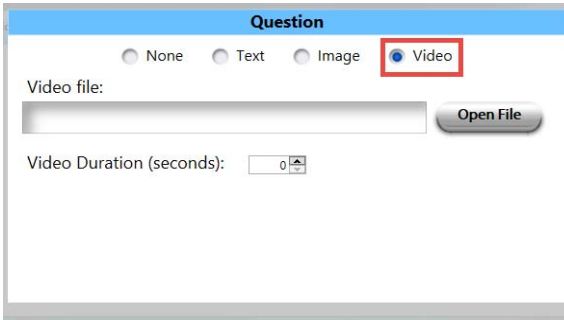 Question
None Text Image Video
Video file:
Open File
Video Duration (seconds): 0